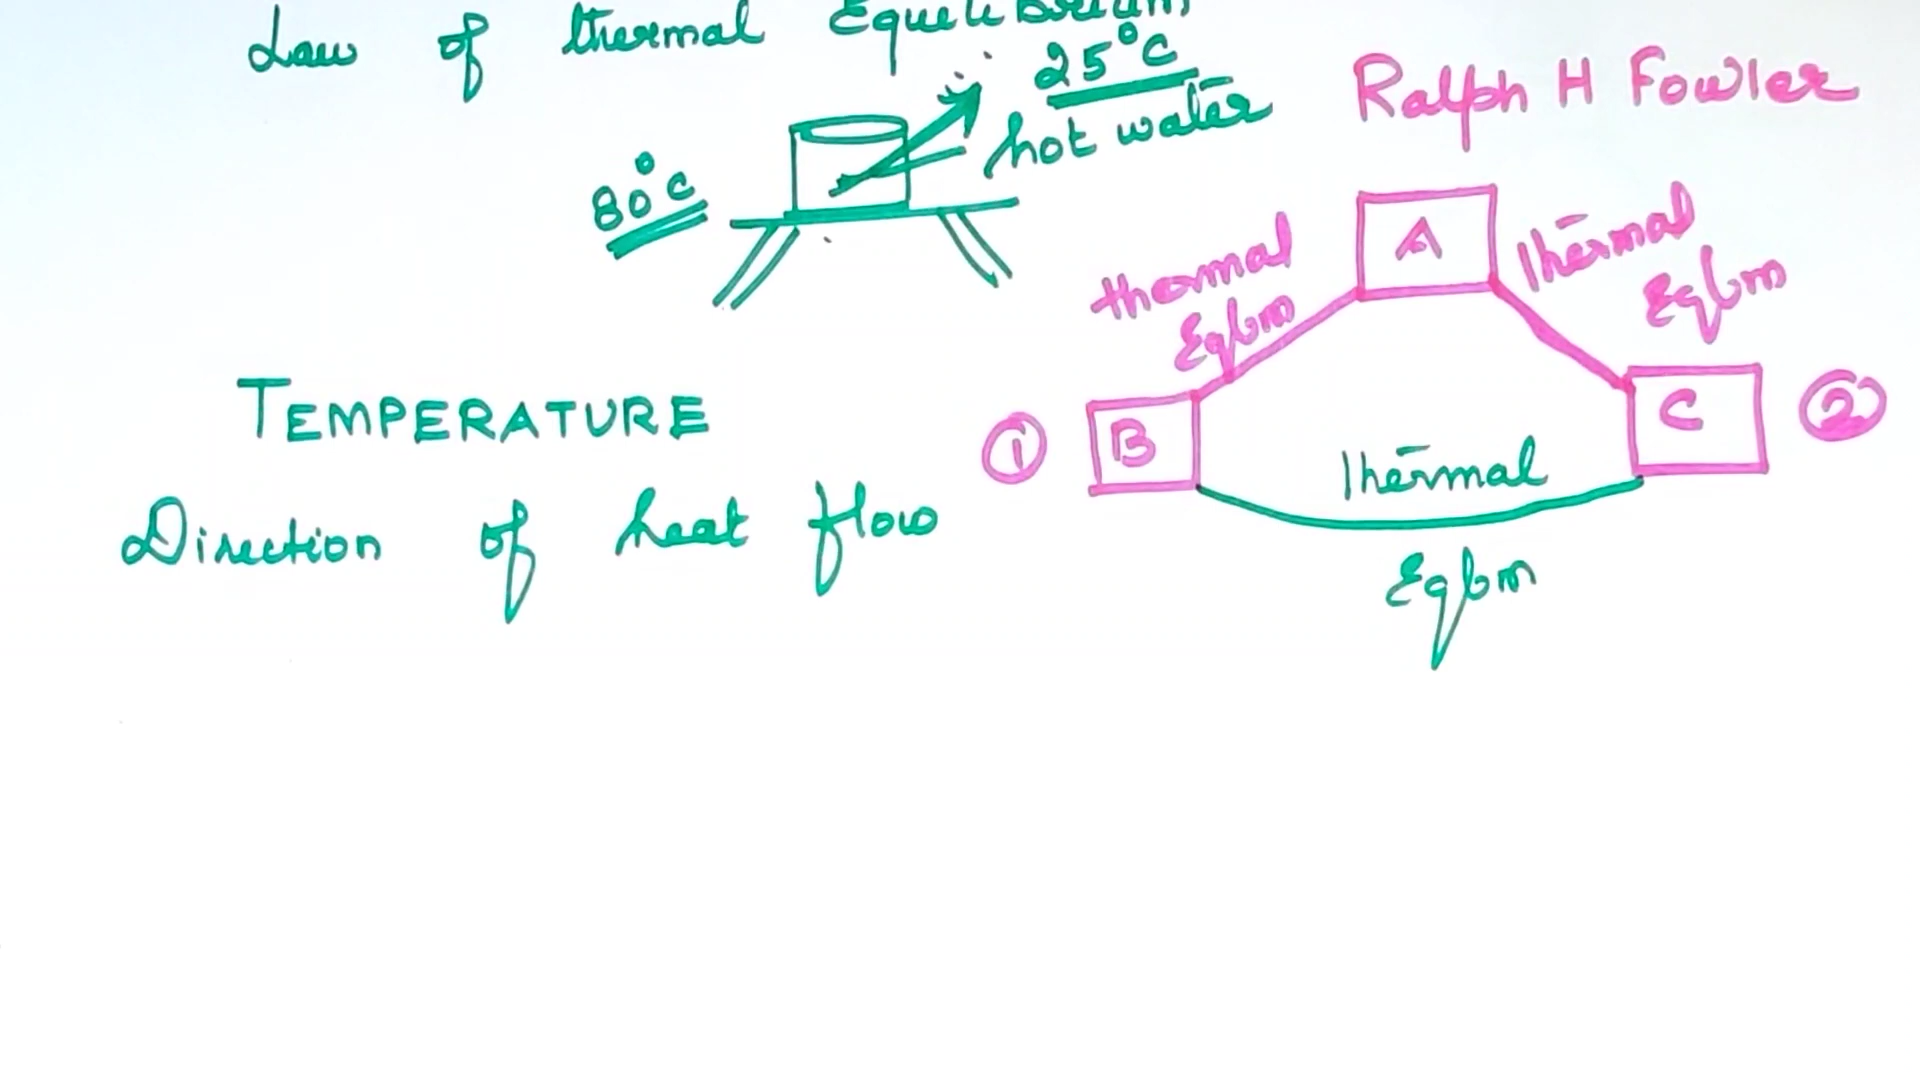 Law of thermal Equilibrium
25°C
hot water
80°C
Ralph H Fowler
A
thermal
Eqbm
thermal
Eqbm
TEMPERATURE
1
B
C
2
thermal
Eqbm
Direction of heat flow